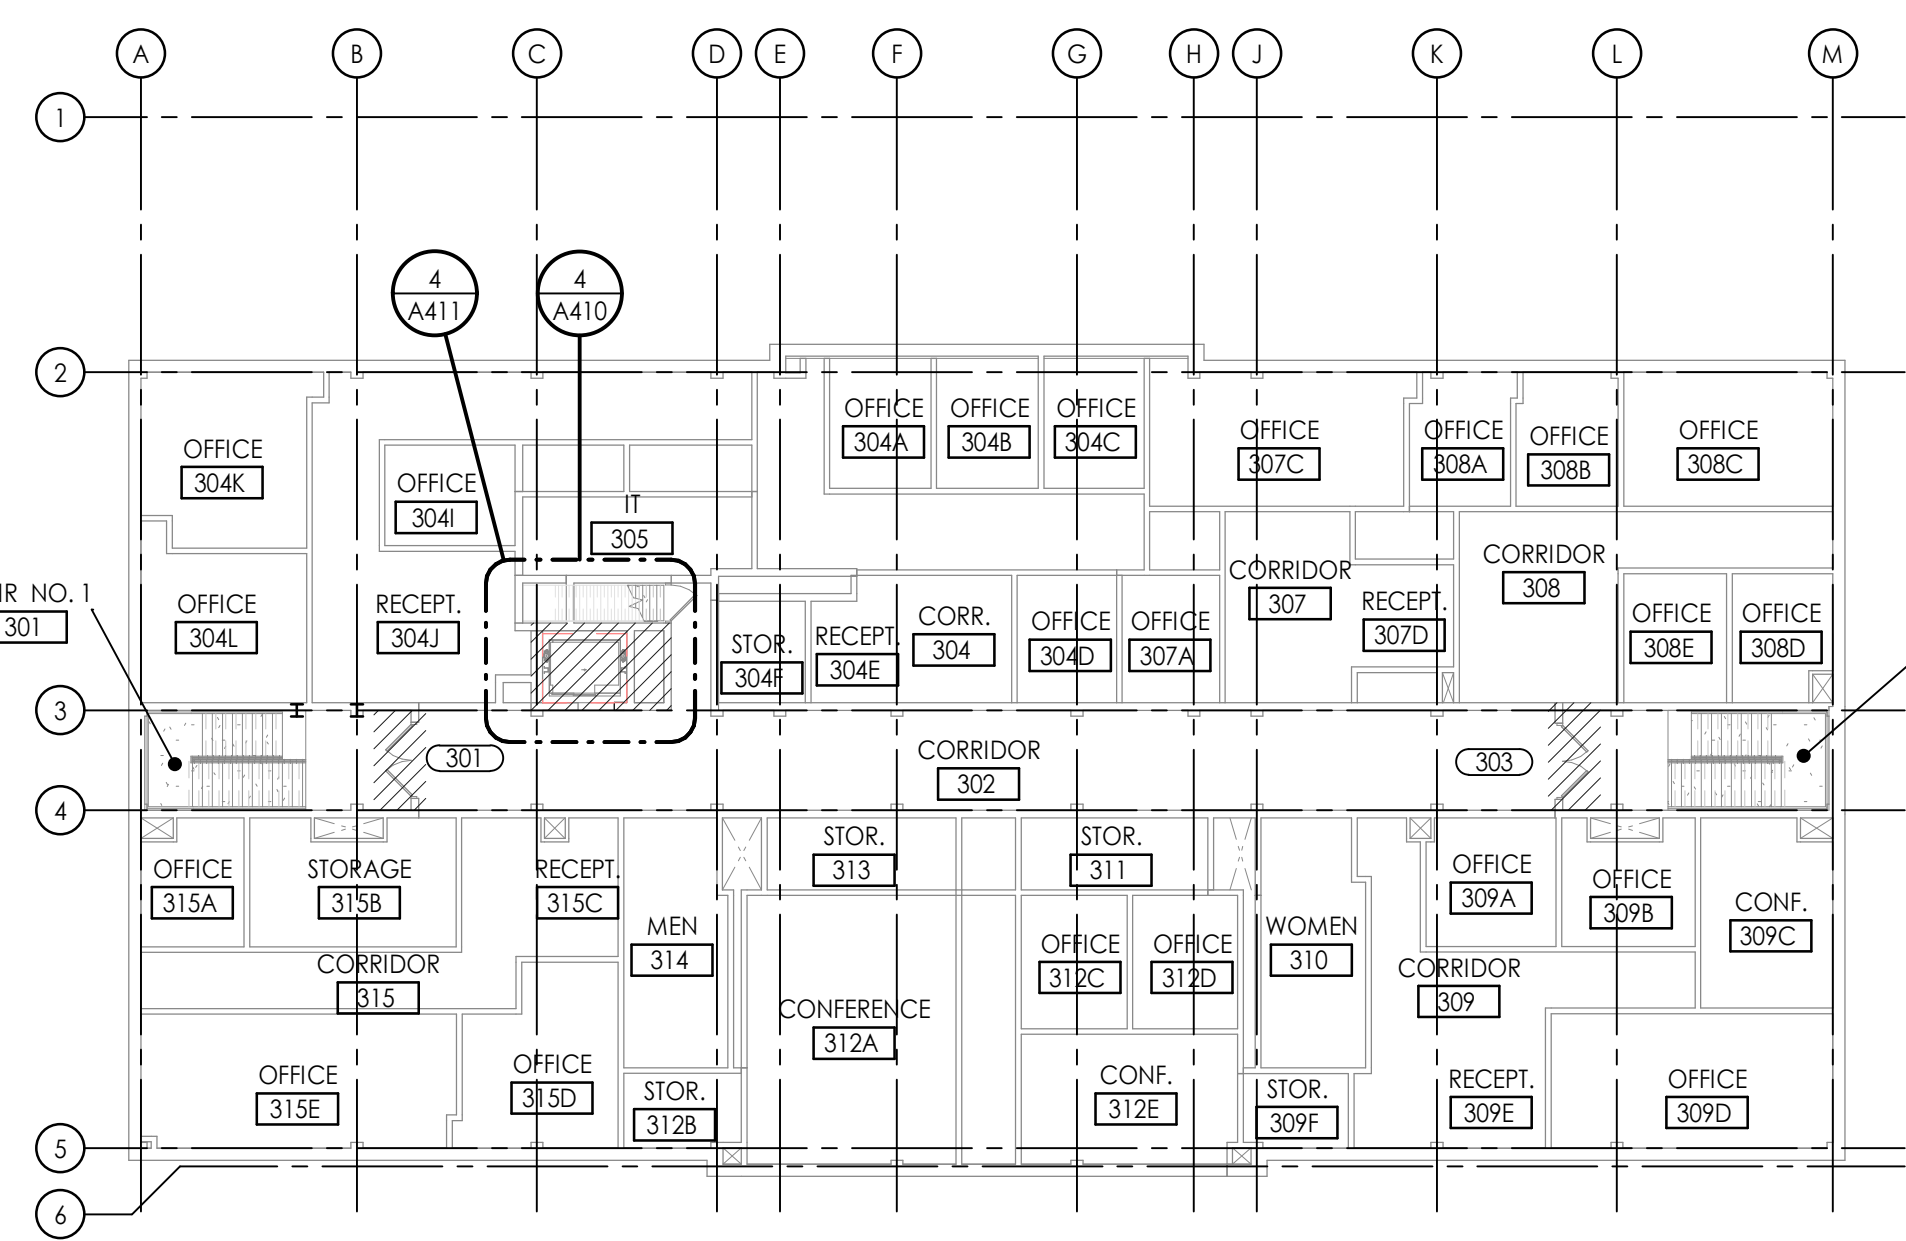 A
B
C
D
E
F
G
H
J
K
L
M
1
4
A411
4
A410
2
OFFICE
304K
OFFICE
304I
IT
305
OFFICE
304A
OFFICE
304B
OFFICE
304C
OFFICE
307C
OFFICE
308A
OFFICE
308B
OFFICE
308C
IR NO. 1
301
OFFICE
304L
RECEPT.
304J
STOR.
304F
RECEPT.
304E
CORR.
304
OFFICE
304D
OFFICE
307A
CORRIDOR
307
RECEPT.
307D
CORRIDOR
308
OFFICE
308E
OFFICE
308D
3
301
CORRIDOR
302
303
4
OFFICE
315A
STORAGE
315B
RECEPT.
315C
MEN
314
STOR.
313
STOR.
311
OFFICE
312C
OFFICE
312D
WOMEN
310
OFFICE
309A
OFFICE
309B
CONF.
309C
CORRIDOR
315
CONFERENCE
312A
CORRIDOR
309
OFFICE
315E
OFFICE
315D
STOR.
312B
CONF.
312E
STOR.
309F
RECEPT.
309E
OFFICE
309D
5
6